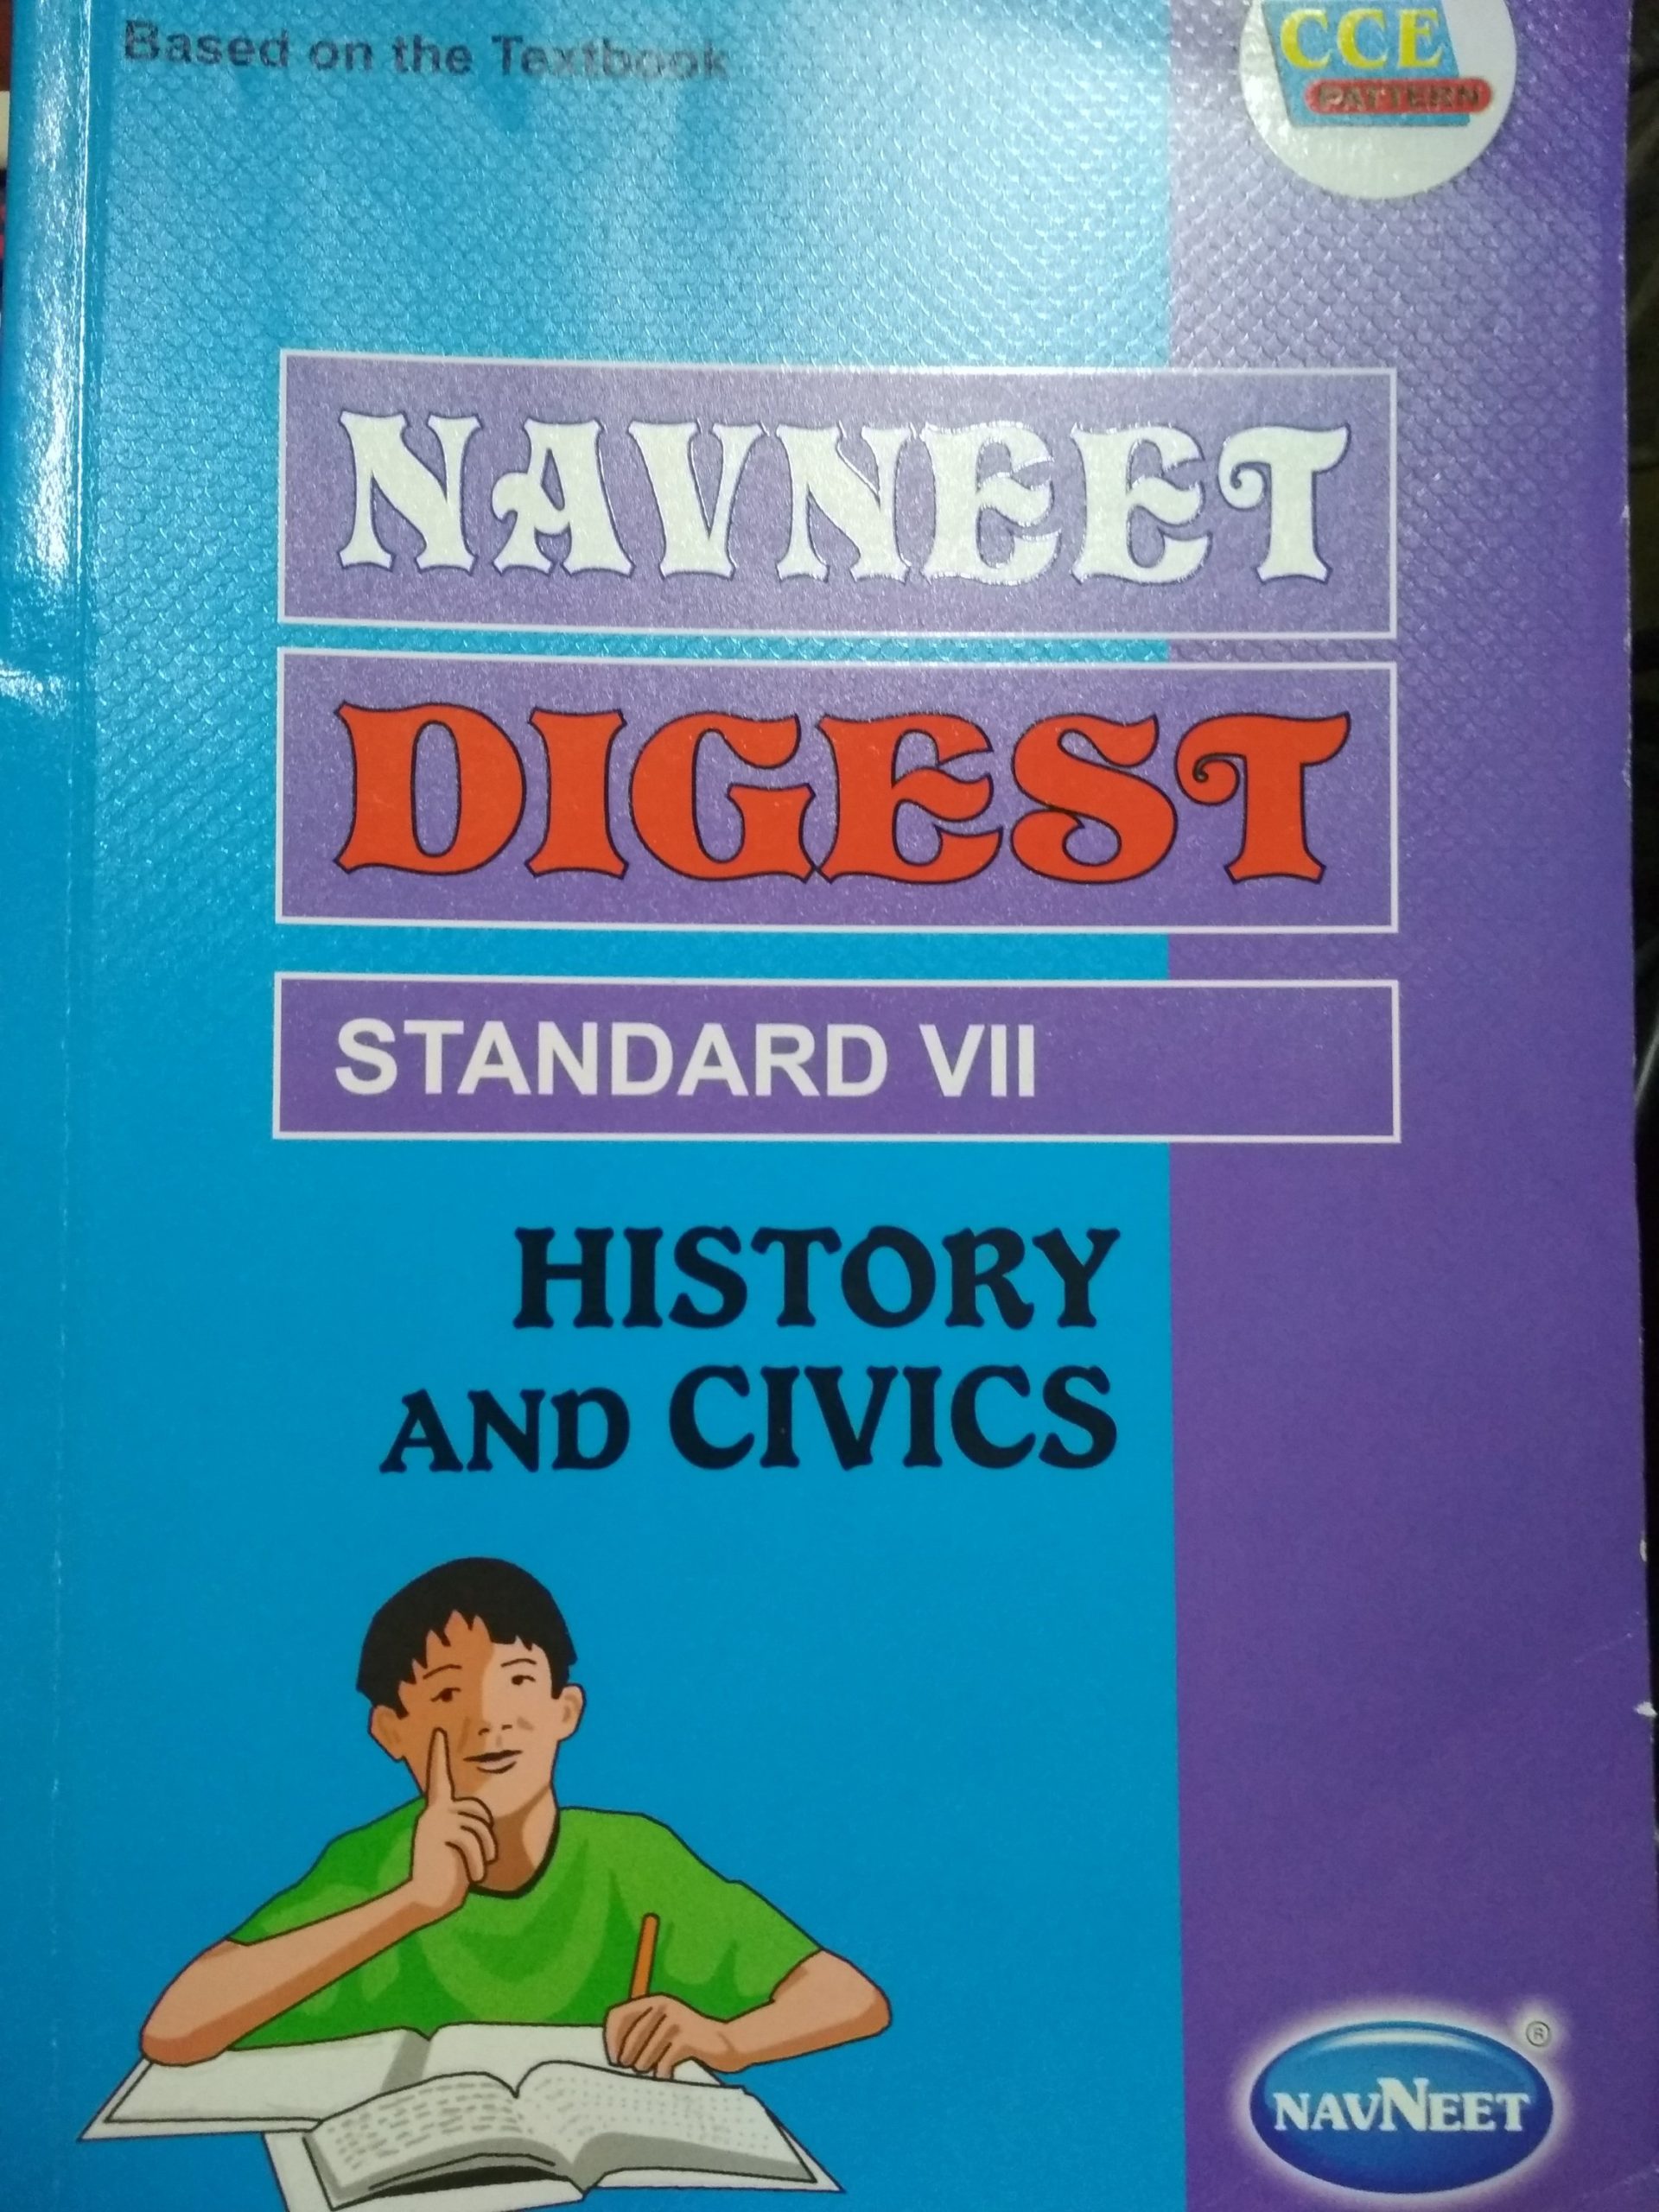 Based on the Textbook
CCE
PATTERN
NAVNEET
DIGEST
STANDARD VII
HISTORY
AND CIVICS
NAVNEET ®